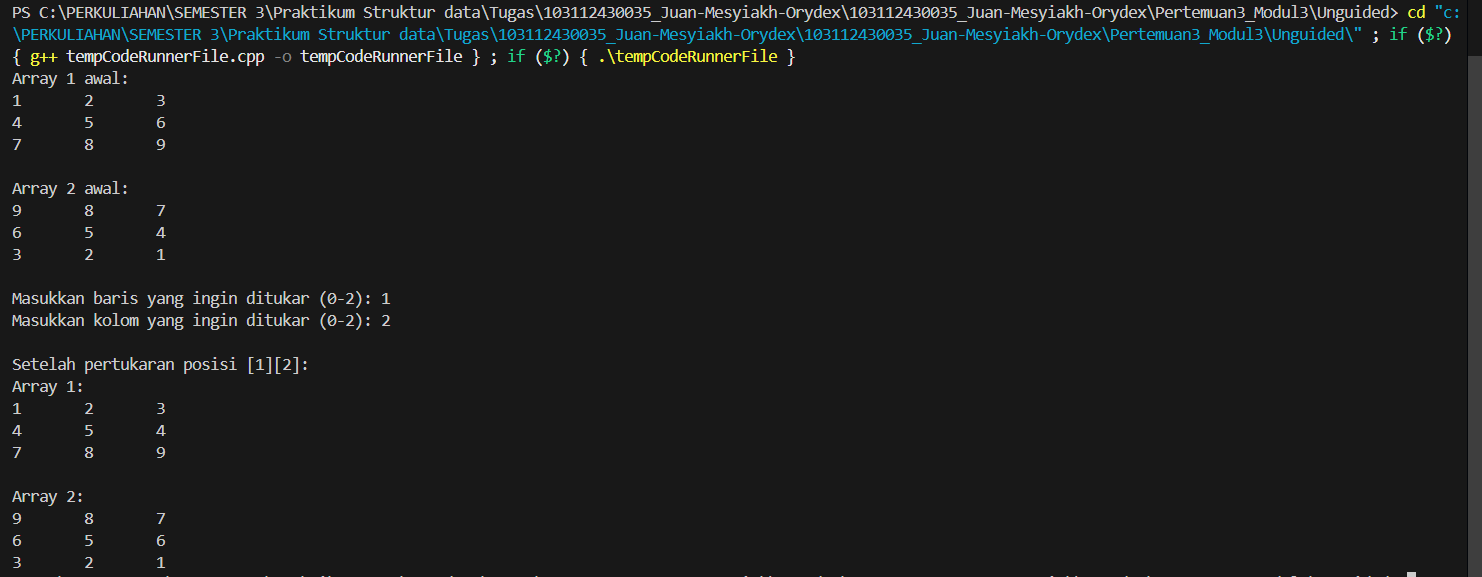 PS C:\PERKULIAHAN\SEMESTER 3\Praktikum Struktur data\Tugas\103112430035_Juan-Mesyiakh-Orydex\103112430035_Juan-Mesyiakh-Orydex\Pertemuan3_Modul3\Unguided> cd "c:
\PERKULIAHAN\SEMESTER 3\Praktikum Struktur data\Tugas\103112430035_Juan-Mesyiakh-Orydex\103112430035_Juan-Mesyiakh-Orydex\Pertemuan3_Modul3\Unguided\" ; if ($?)
{ g++ tempCodeRunnerFile.cpp -o tempCodeRunnerFile } ; if ($?) { .\tempCodeRunnerFile }
Array 1 awal:
1 2 3
4 5 6
7 8 9
Array 2 awal:
9 8 7
6 5 4
3 2 1
Masukkan baris yang ingin ditukar (0-2): 1
Masukkan kolom yang ingin ditukar (0-2): 2
Setelah pertukaran posisi [1][2]:
Array 1:
1 2 3
4 5 4
7 8 9
Array 2:
9 8 7
6 5 6
3 2 1